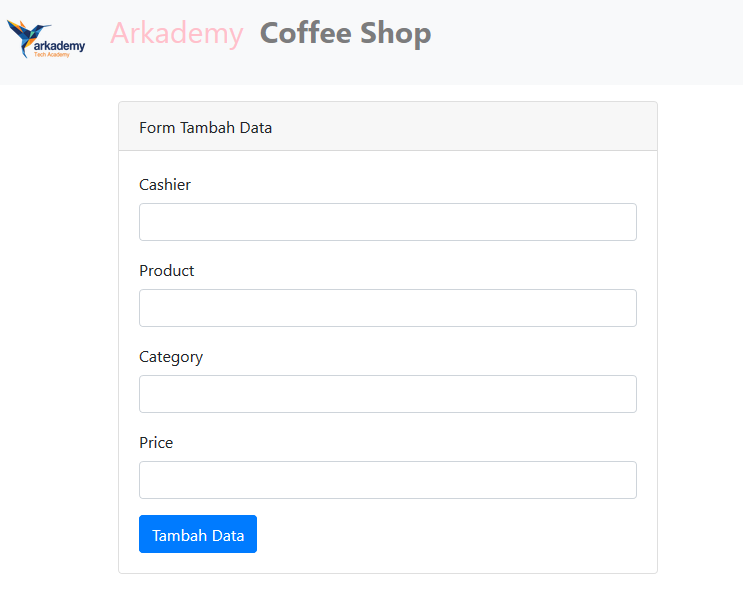 arkademy
Tech Academy
Arkademy Coffee Shop
Form Tambah Data
Cashier
Product
Category
Price
Tambah Data